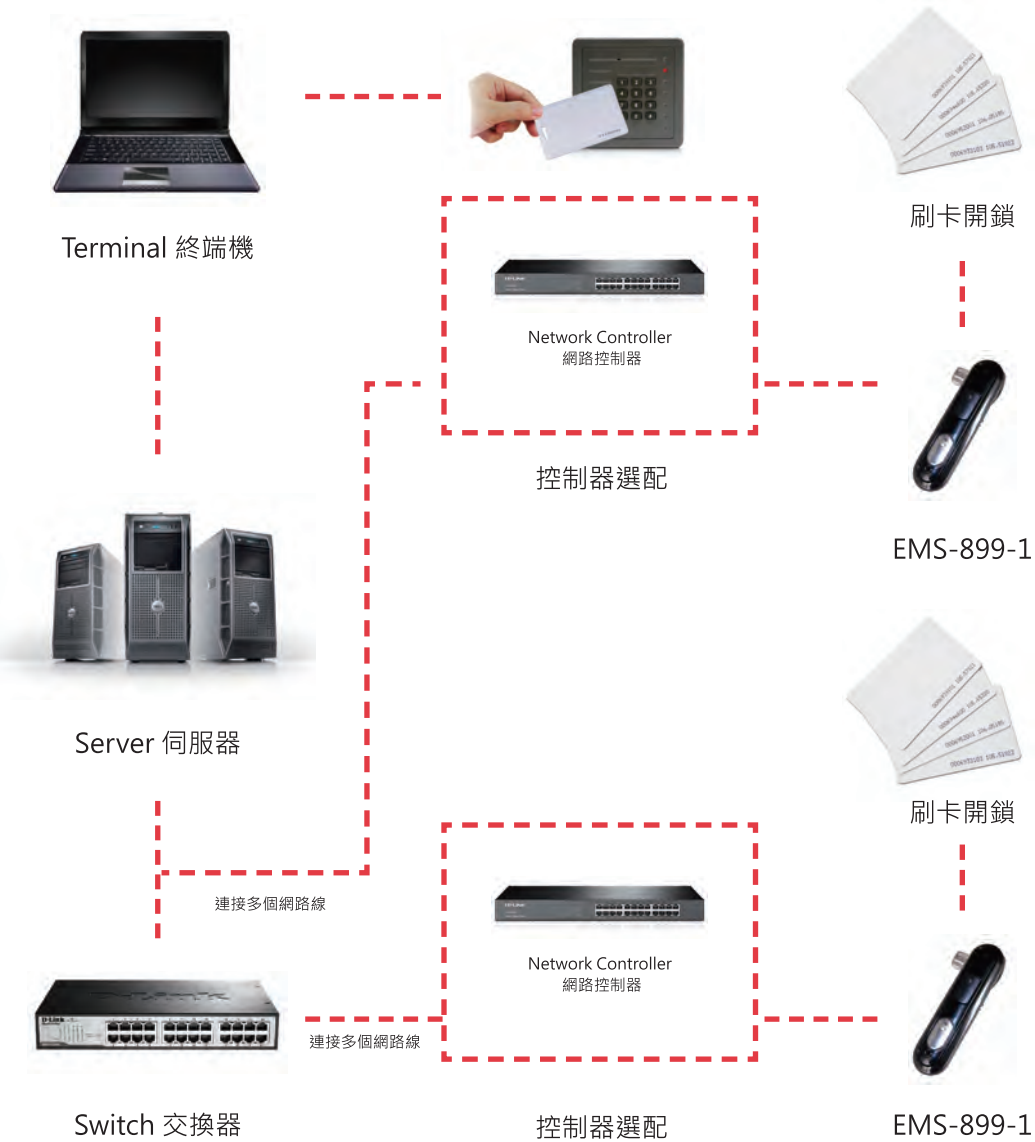 刷卡開鎖
Terminal 終端機
Network Controller
網路控制器
控制器選配
EMS-899-1
Server 伺服器
刷卡開鎖
連接多個網路線
Network Controller
網路控制器
D-Link
連接多個網路線
Switch 交換器
控制器選配
EMS-899-1